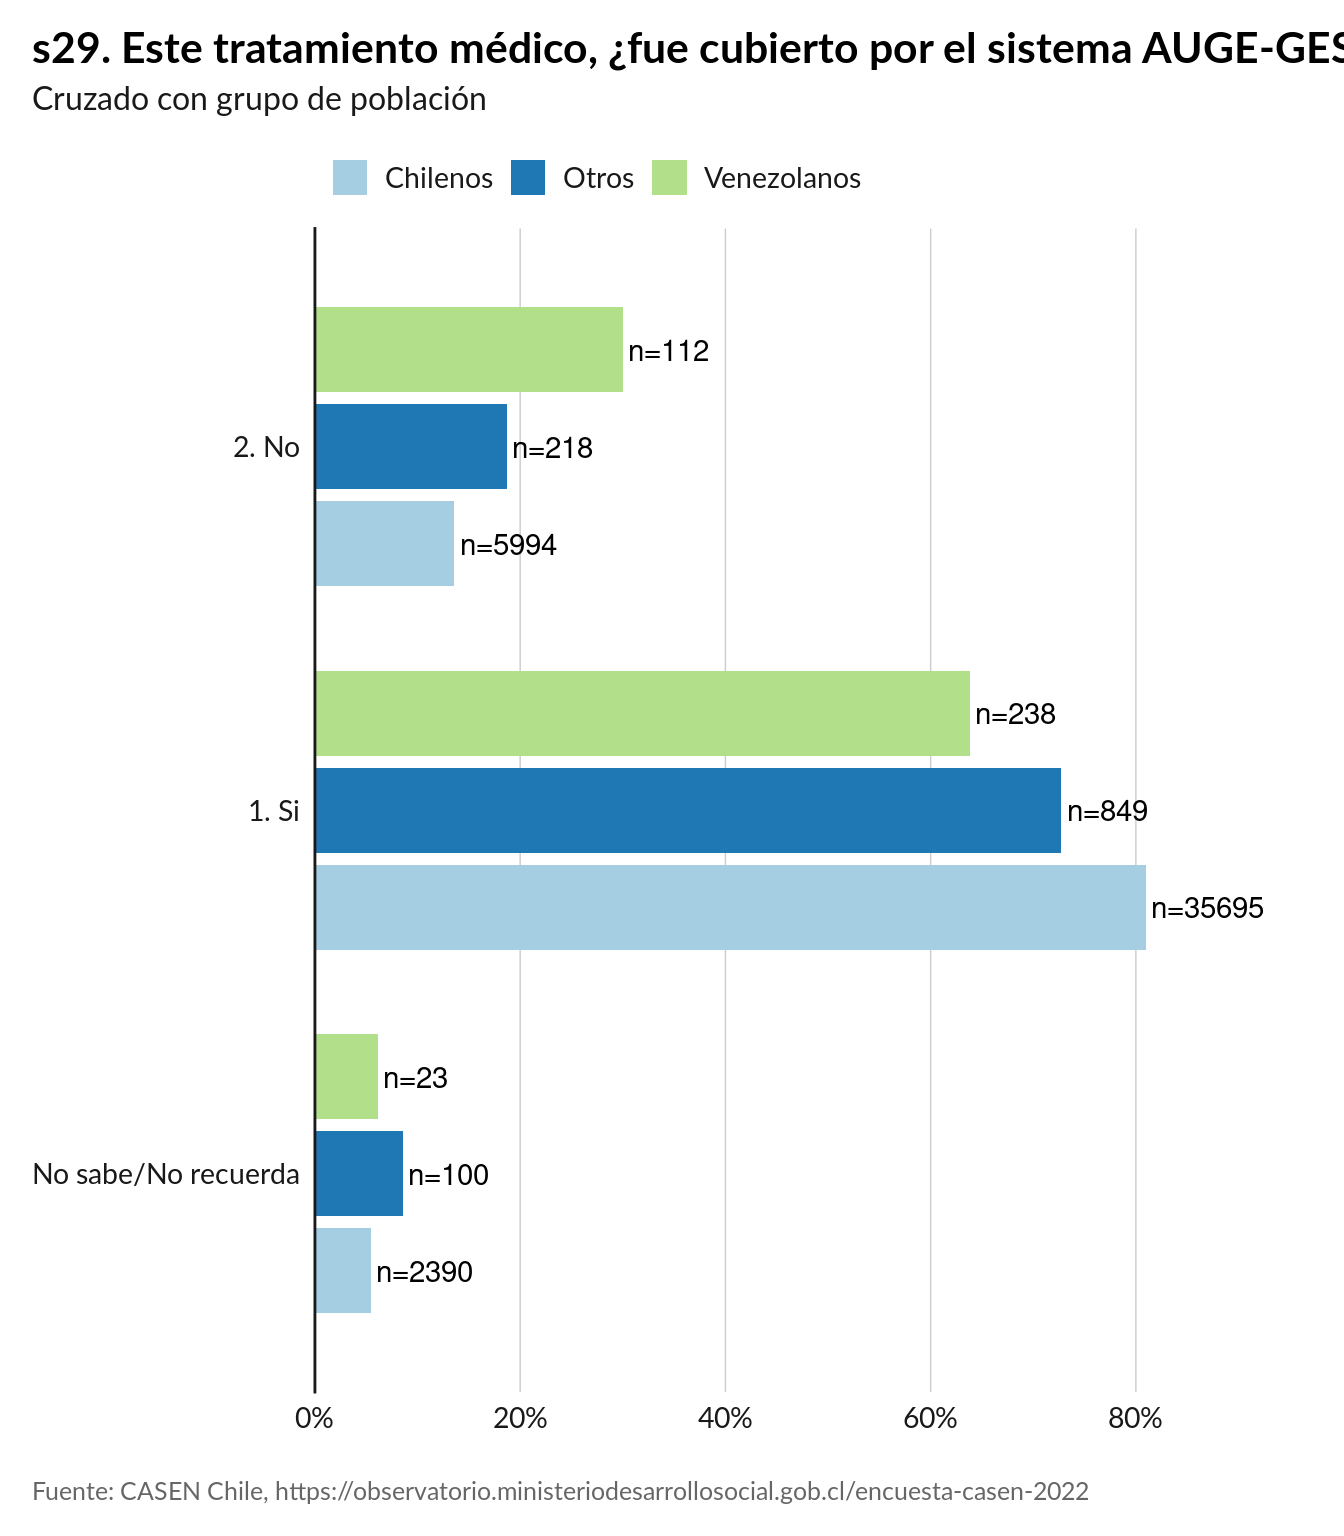 s29. Este tratamiento médico, ¿fue cubierto por el sistema AUGE-GES
Cruzado con grupo de población
Chilenos Otros Venezolanos
n=112
2. No n=218
n=5994
n=238
1. Si n=849
n=35695
n=23
No sabe/No recuerda n=100
n=2390
0% 20% 40% 60% 80%
Fuente: CASEN Chile, https://observatorio.ministeriodesarrollosocial.gob.cl/encuesta-casen-2022